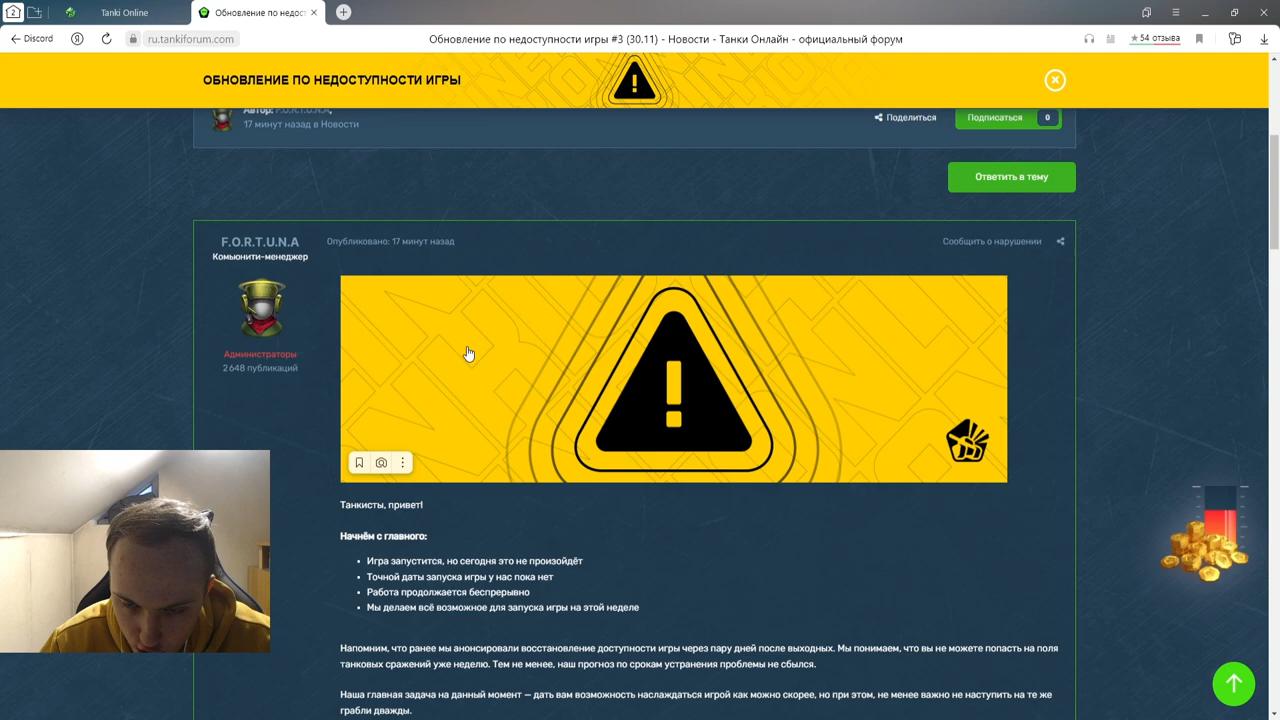 2
Tanki Online
Обновление по недост
Discord
ru.tankiforum.com
Обновление по недоступности игры #3 (30.11) - Новости - Танки Онлайн - официальный форум
54 отзыва
ОБНОВЛЕНИЕ ПО НЕДОСТУПНОСТИ ИГРЫ
Автор: F.O.R.T.U.N.A,
17 минут назад в Новости
Поделиться
Подписаться
0
Ответить в тему
F.O.R.T.U.N.A
Комьюнити-менеджер
Администраторы
2 648 публикаций
Опубликовано: 17 минут назад
Сообщить о нарушении
Танкисты, привет!
Начнём с главного:
• Игра запустится, но сегодня это не произойдёт
• Точной даты запуска игры у нас пока нет
• Работа продолжается беспрерывно
• Мы делаем всё возможное для запуска игры на этой неделе
Напомним, что ранее мы анонсировали восстановление доступности игры через пару дней после выходных. Мы понимаем, что вы не можете попасть на поля
танковых сражений уже неделю. Тем не менее, наш прогноз по срокам устранения проблемы не сбылся.
Наша главная задача на данный момент — дать вам возможность наслаждаться игрой как можно скорее, но при этом, не менее важно не наступить на те же
грабли дважды.